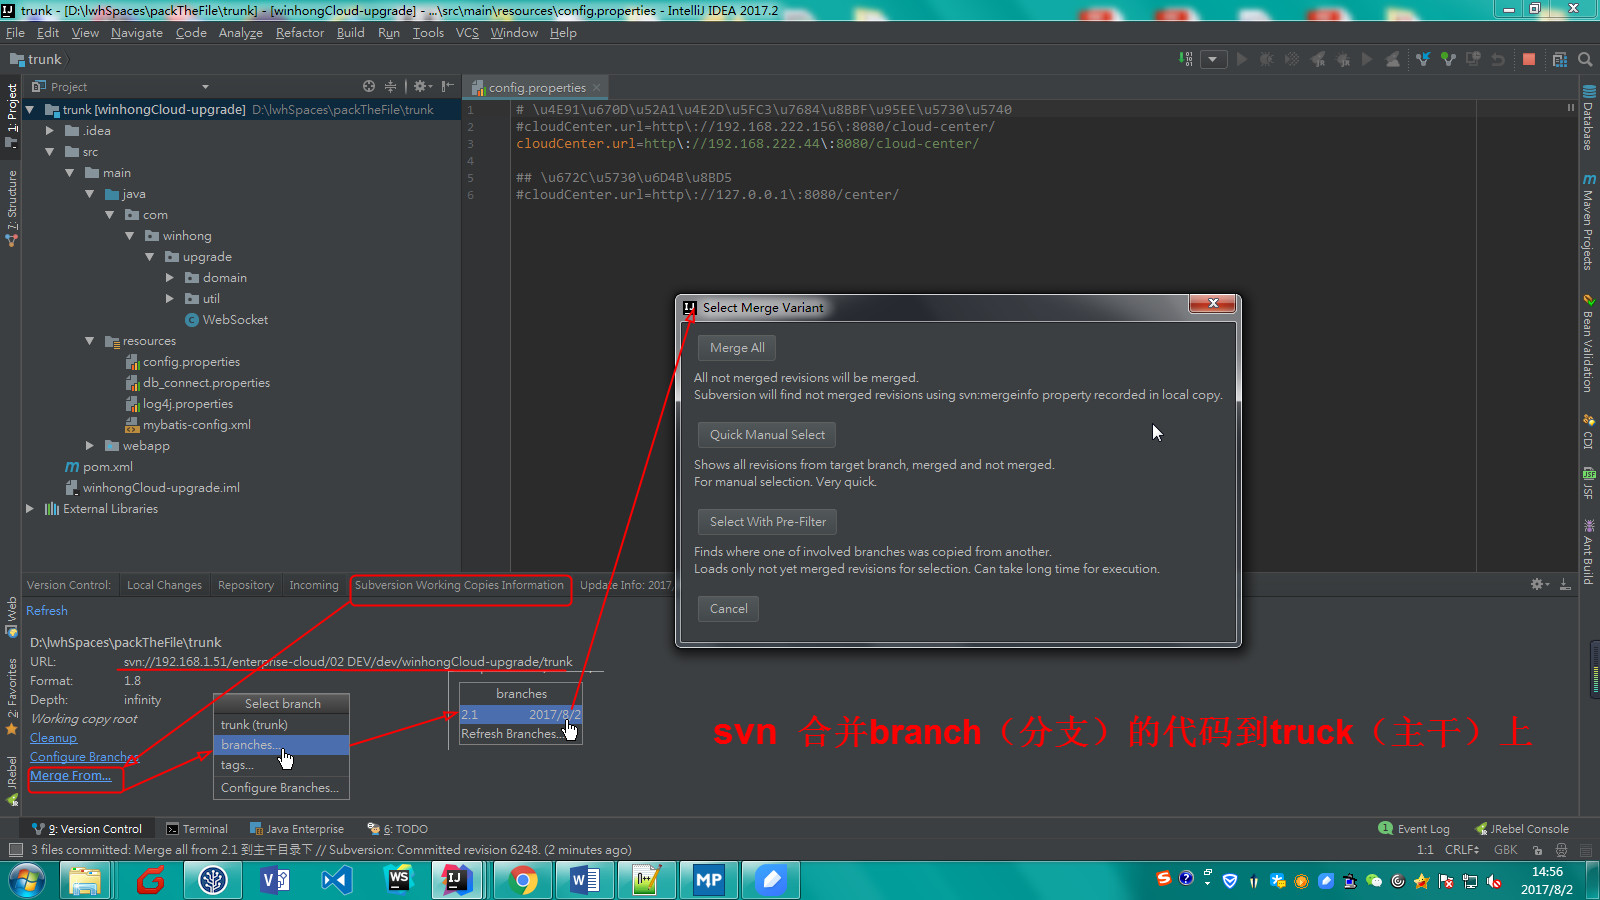 trunk - [D:\lwhSpaces\packTheFile\trunk] - [winhongCloud-upgrade] - ...\src\main\resources\config.properties - IntelliJ IDEA 2017.2
File Edit View Navigate Code Analyze Refactor Build Run Tools VCS Window Help
trunk
Project
config.properties
1: Project
7: Structure
Web
2: Favorites
JRebel
trunk [winhongCloud-upgrade] D:\lwhSpaces\packTheFile\trunk
.idea
src
main
java
com
winhong
upgrade
domain
util
WebSocket
resources
config.properties
db_connect.properties
log4j.properties
mybatis-config.xml
webapp
pom.xml
winhongCloud-upgrade.iml
External Libraries
1 # \u4E91\u670D\u52A1\u4E2D\u5FC3\u7684\u8BBF\u95EE\u5730\u5740
2 #cloudCenter.url=http\://192.168.222.156\:8080/cloud-center/
3 cloudCenter.url=http\://192.168.222.44\:8080/cloud-center/
4
5 ## \u672C\u5730\u6D4B\u8BD5
6 #cloudCenter.url=http\://127.0.0.1\:8080/center/
Database
Maven Projects
Bean Validation
CDI
JSF
Ant Build
Select Merge Variant
Merge All
All not merged revisions will be merged.
Subversion will find not merged revisions using svn:mergeinfo property recorded in local copy.
Quick Manual Select
Shows all revisions from target branch, merged and not merged.
For manual selection. Very quick.
Select With Pre-Filter
Finds where one of involved branches was copied from another.
Loads only not yet merged revisions for selection. Can take long time for execution.
Cancel
Version Control: Local Changes Repository Incoming Subversion Working Copies Information Update Info: 2017,
Refresh
D:\lwhSpaces\packTheFile\trunk
URL: svn://192.168.1.51/enterprise-cloud/02 DEV/dev/winhongCloud-upgrade/trunk
Format: 1.8
Depth: infinity
Working copy root
Cleanup
Configure Branches
Merge From...
Select branch
trunk (trunk)
branches...
tags...
Configure Branches...
branches
2.1 2017/8/2
Refresh Branches...
svn 合并branch（分支）的代码到truck（主干）上
9: Version Control Terminal Java Enterprise 6: TODO
1 Event Log JRebel Console
3 files committed: Merge all from 2.1 到主干目录下 // Subversion: Committed revision 6248. (2 minutes ago)
1:1 CRLF GBK
WS
IJ
W
MP
14:56
2017/8/2